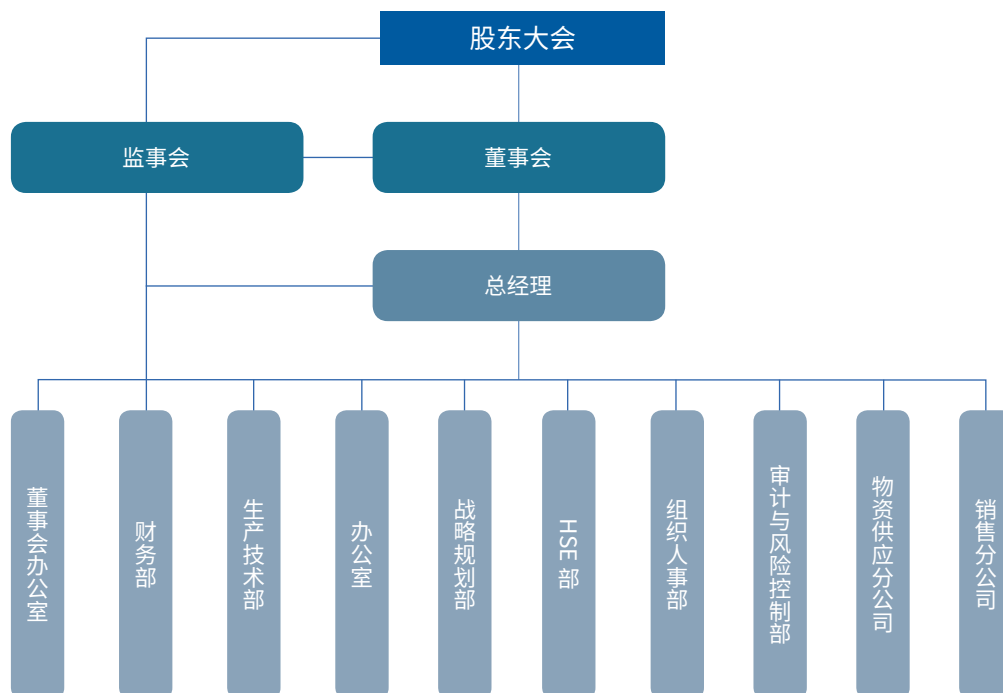 股东大会
监事会
董事会
总经理
董事会办公室
财务部
生产技术部
办公室
战略规划部
HSE 部
组织人事部
审计与风险控制部
物资供应分公司
销售分公司